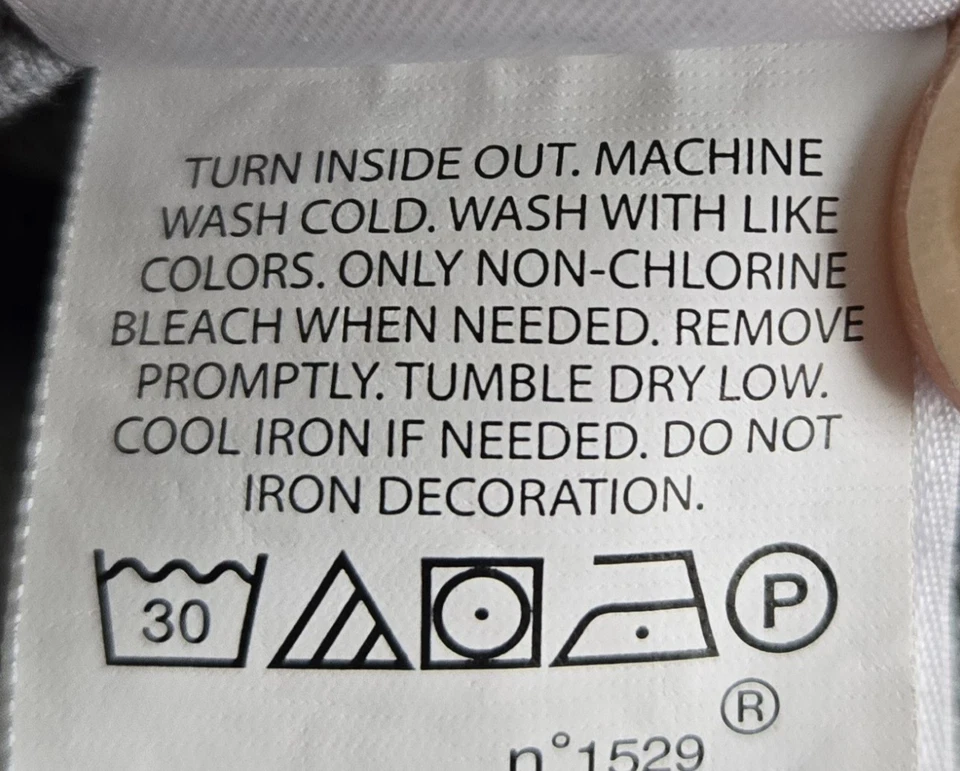 TURN INSIDE OUT. MACHINE
WASH COLD. WASH WITH LIKE
COLORS. ONLY NON-CHLORINE
BLEACH WHEN NEEDED. REMOVE
PROMPTLY. TUMBLE DRY LOW.
COOL IRON IF NEEDED. DO NOT
IRON DECORATION.
30 P
®
n°1529